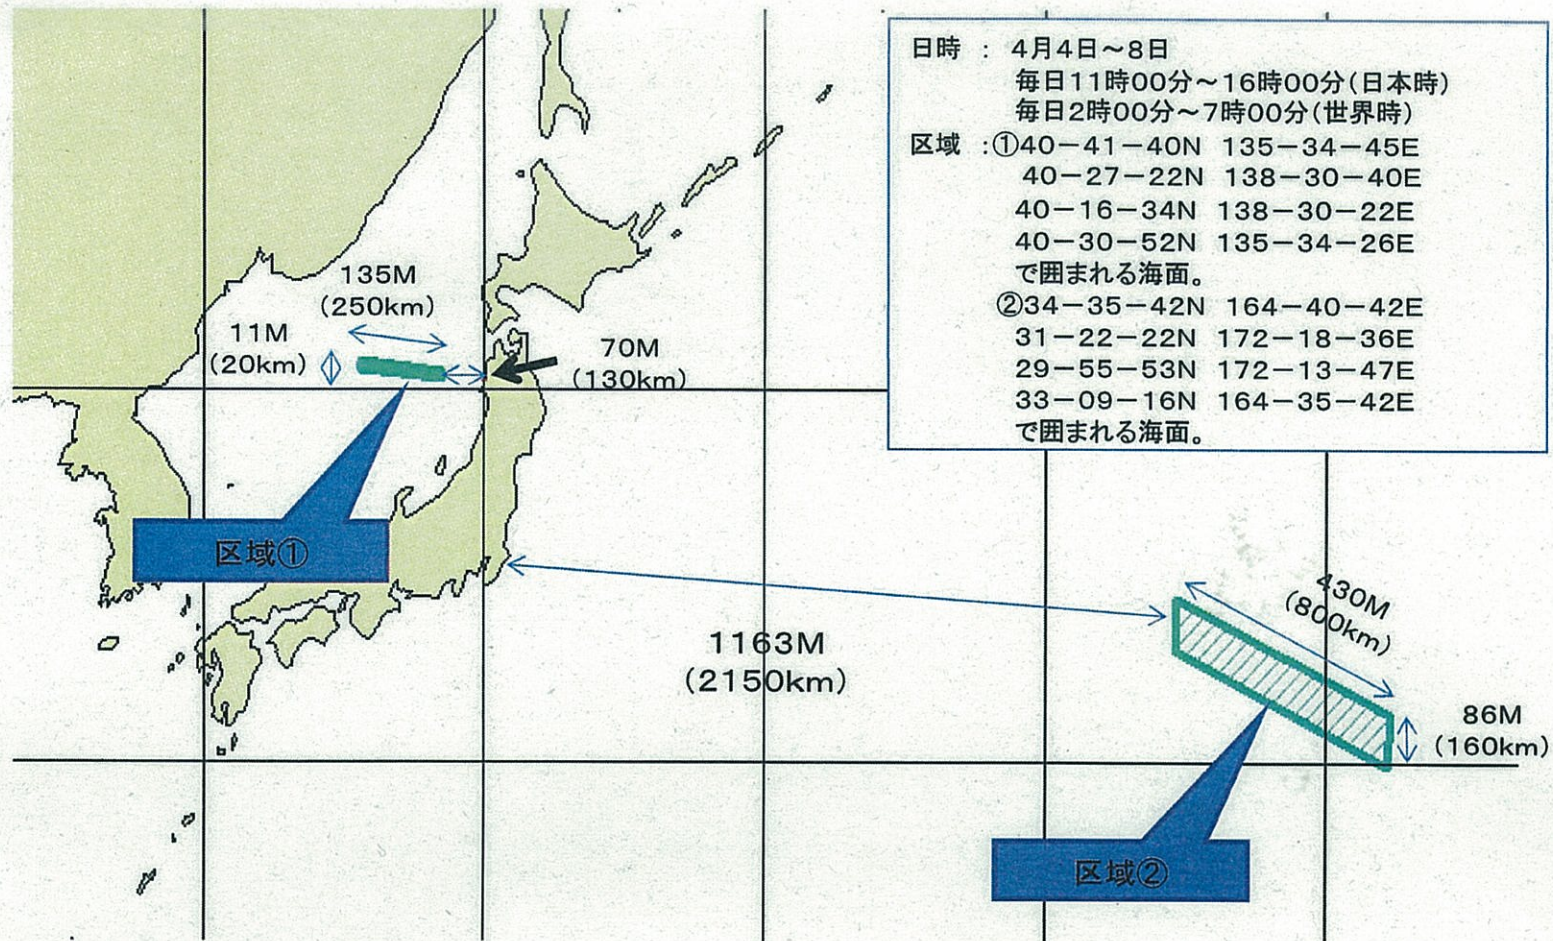 日時 : 4月4日～8日
毎日11時00分～16時00分(日本時)
毎日2時00分～7時00分(世界時)
区域 :①40-41-40N 135-34-45E
40-27-22N 138-30-40E
40-16-34N 138-30-22E
40-30-52N 135-34-26E
で囲まれる海面。
②34-35-42N 164-40-42E
31-22-22N 172-18-36E
29-55-53N 172-13-47E
33-09-16N 164-35-42E
で囲まれる海面。
135M
(250km)
11M
(20km)
70M
(130km)
区域①
1163M
(2150km)
430M
(800km)
86M
(160km)
区域②